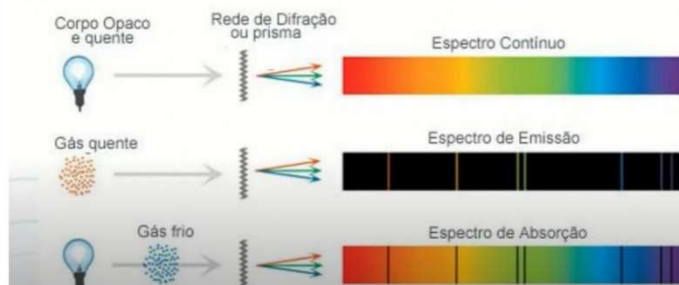 Corpo Opaco
e quente
Rede de Difração
ou prisma
Espectro Contínuo
Gás quente
Espectro de Emissão
Gás frio
Espectro de Absorção